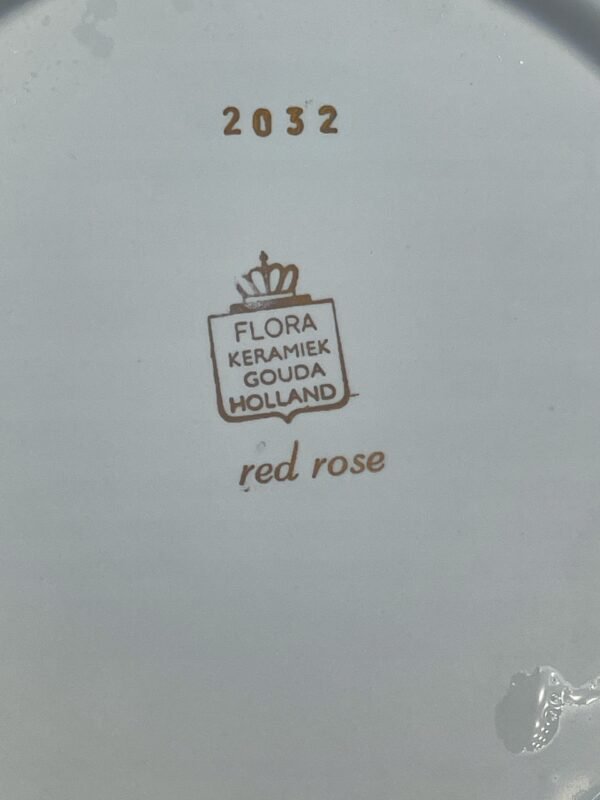 2032
FLORA
KERAMIEK
GOUDA
HOLLAND
red rose